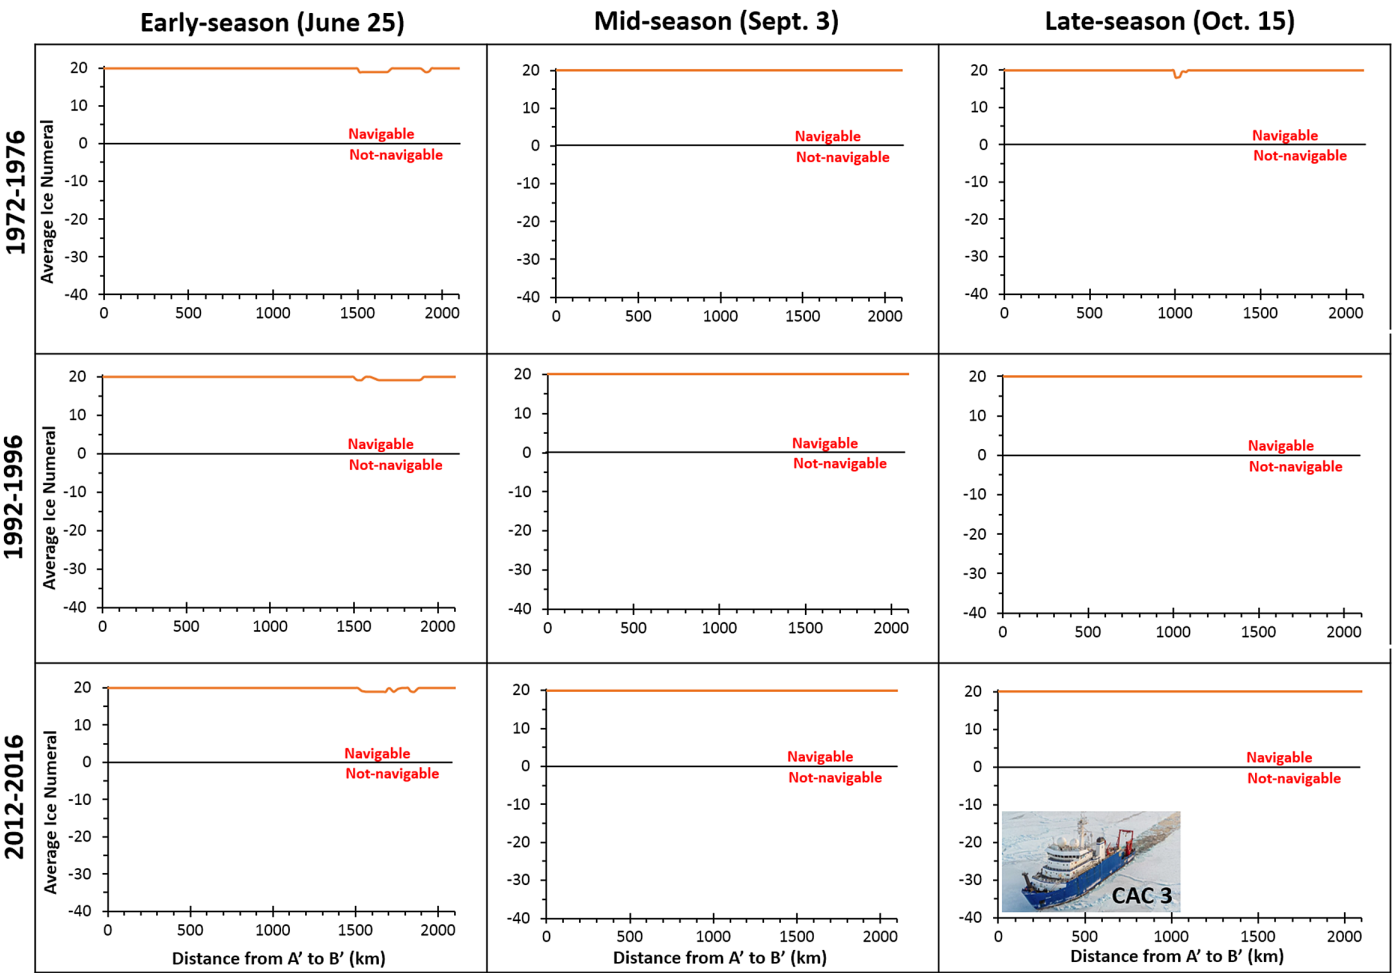 Early-season (June 25)
Mid-season (Sept. 3)
Late-season (Oct. 15)
1972-1976
Average Ice Numeral
20
10
0
-10
-20
-30
-40
Navigable
Not-navigable
0 500 1000 1500 2000
20
10
0
-10
-20
-30
-40
Navigable
Not-navigable
0 500 1000 1500 2000
20
10
0
-10
-20
-30
-40
Navigable
Not-navigable
0 500 1000 1500 2000
1992-1996
Average Ice Numeral
20
10
0
-10
-20
-30
-40
Navigable
Not-navigable
0 500 1000 1500 2000
20
10
0
-10
-20
-30
-40
Navigable
Not-navigable
0 500 1000 1500 2000
20
10
0
-10
-20
-30
-40
Navigable
Not-navigable
0 500 1000 1500 2000
2012-2016
Average Ice Numeral
20
10
0
-10
-20
-30
-40
Navigable
Not-navigable
0 500 1000 1500 2000
Distance from A’ to B’ (km)
20
10
0
-10
-20
-30
-40
Navigable
Not-navigable
0 500 1000 1500 2000
Distance from A’ to B’ (km)
20
10
0
-10
-20
-30
-40
Navigable
Not-navigable
CAC 3
0 500 1000 1500 2000
Distance from A’ to B’ (km)